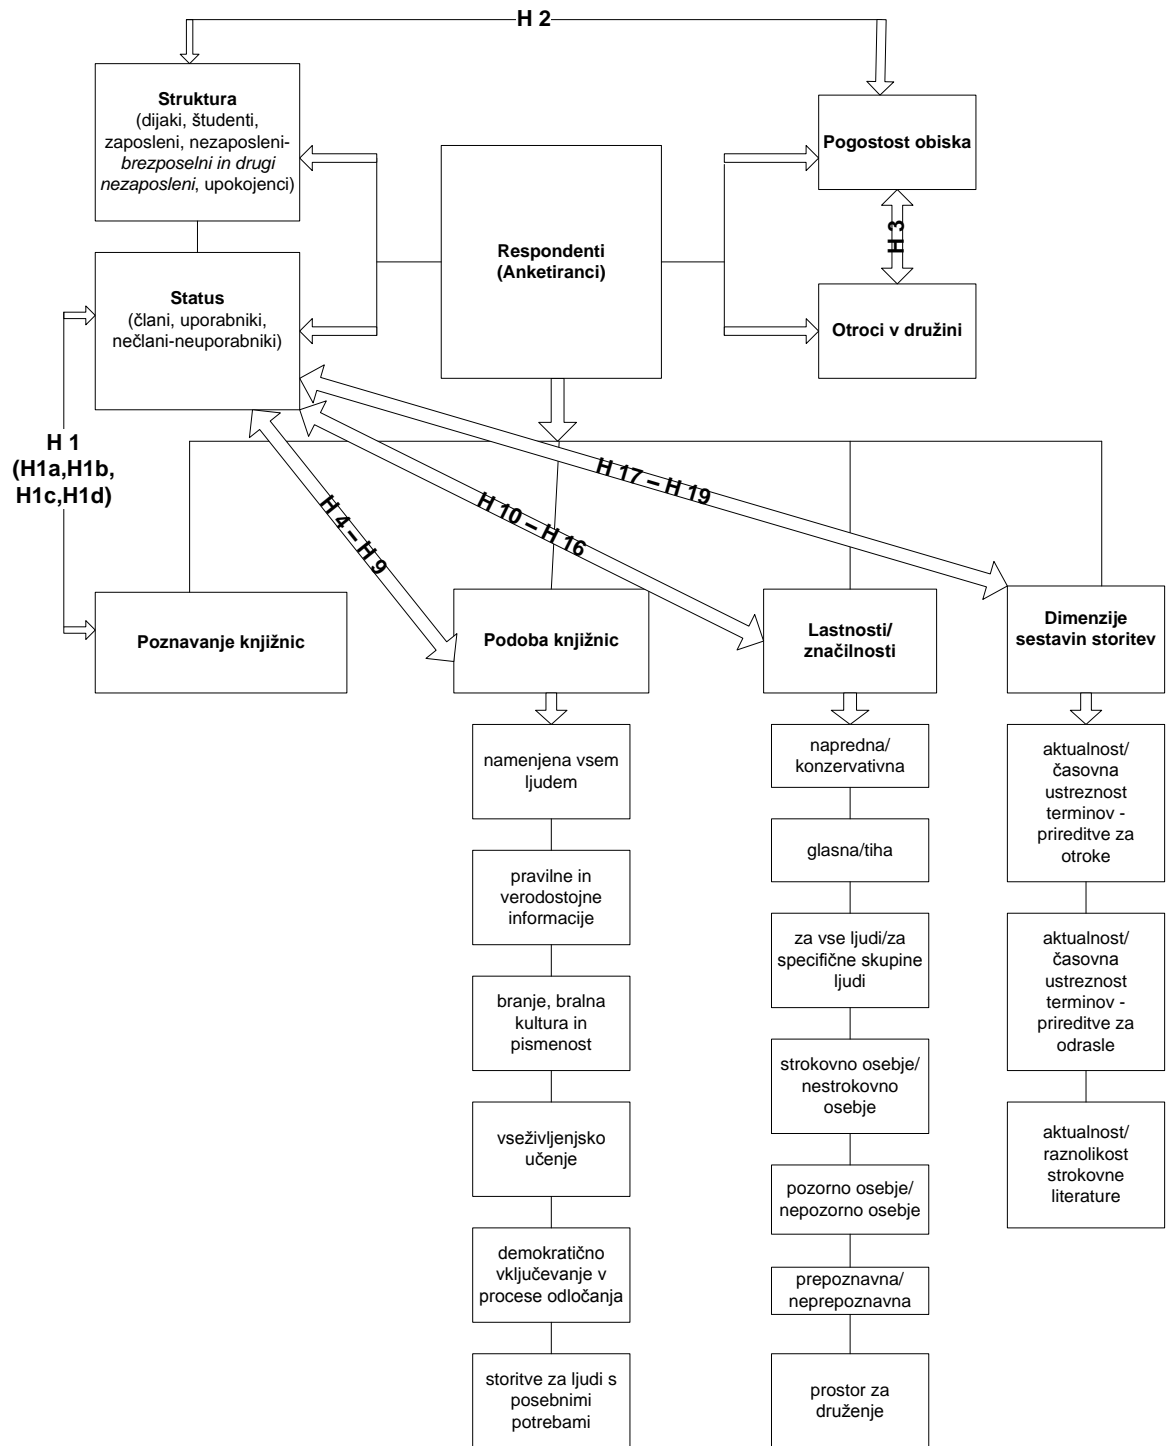 H 2
Struktura
(dijaki, študenti,
zaposleni, nezaposleni-
brezposelni in drugi
nezaposleni, upokojenci)
Respondenti
(Anketiranci)
Pogostost obiska
H 3
Otroci v družini
Status
(člani, uporabniki,
nečlani-neuporabniki)
H 1
(H1a,H1b,
H1c,H1d)
H 4 – H 9
H 10 – H 16
H 17 – H 19
Poznavanje knjižnic
Podoba knjižnic
Lastnosti/
značilnosti
Dimenzije
sestavin storitev
namenjena vsem
ljudem
pravilne in
verodostojne
informacije
branje, bralna
kultura in
pismenost
vseživljenjsko
učenje
demokratično
vključevanje v
procese odločanja
storitve za ljudi s
posebnimi
potrebami
napredna/
konzervativna
glasna/tiha
za vse ljudi/za
specifične skupine
ljudi
strokovno osebje/
nestrokovno
osebje
pozorno osebje/
nepozorno osebje
prepoznavna/
neprepoznavna
prostor za
druženje
aktualnost/
časovna
ustreznost
terminov -
prireditve za
otroke
aktualnost/
časovna
ustreznost
terminov -
prireditve za
odrasle
aktualnost/
raznolikost
strokovne
literature